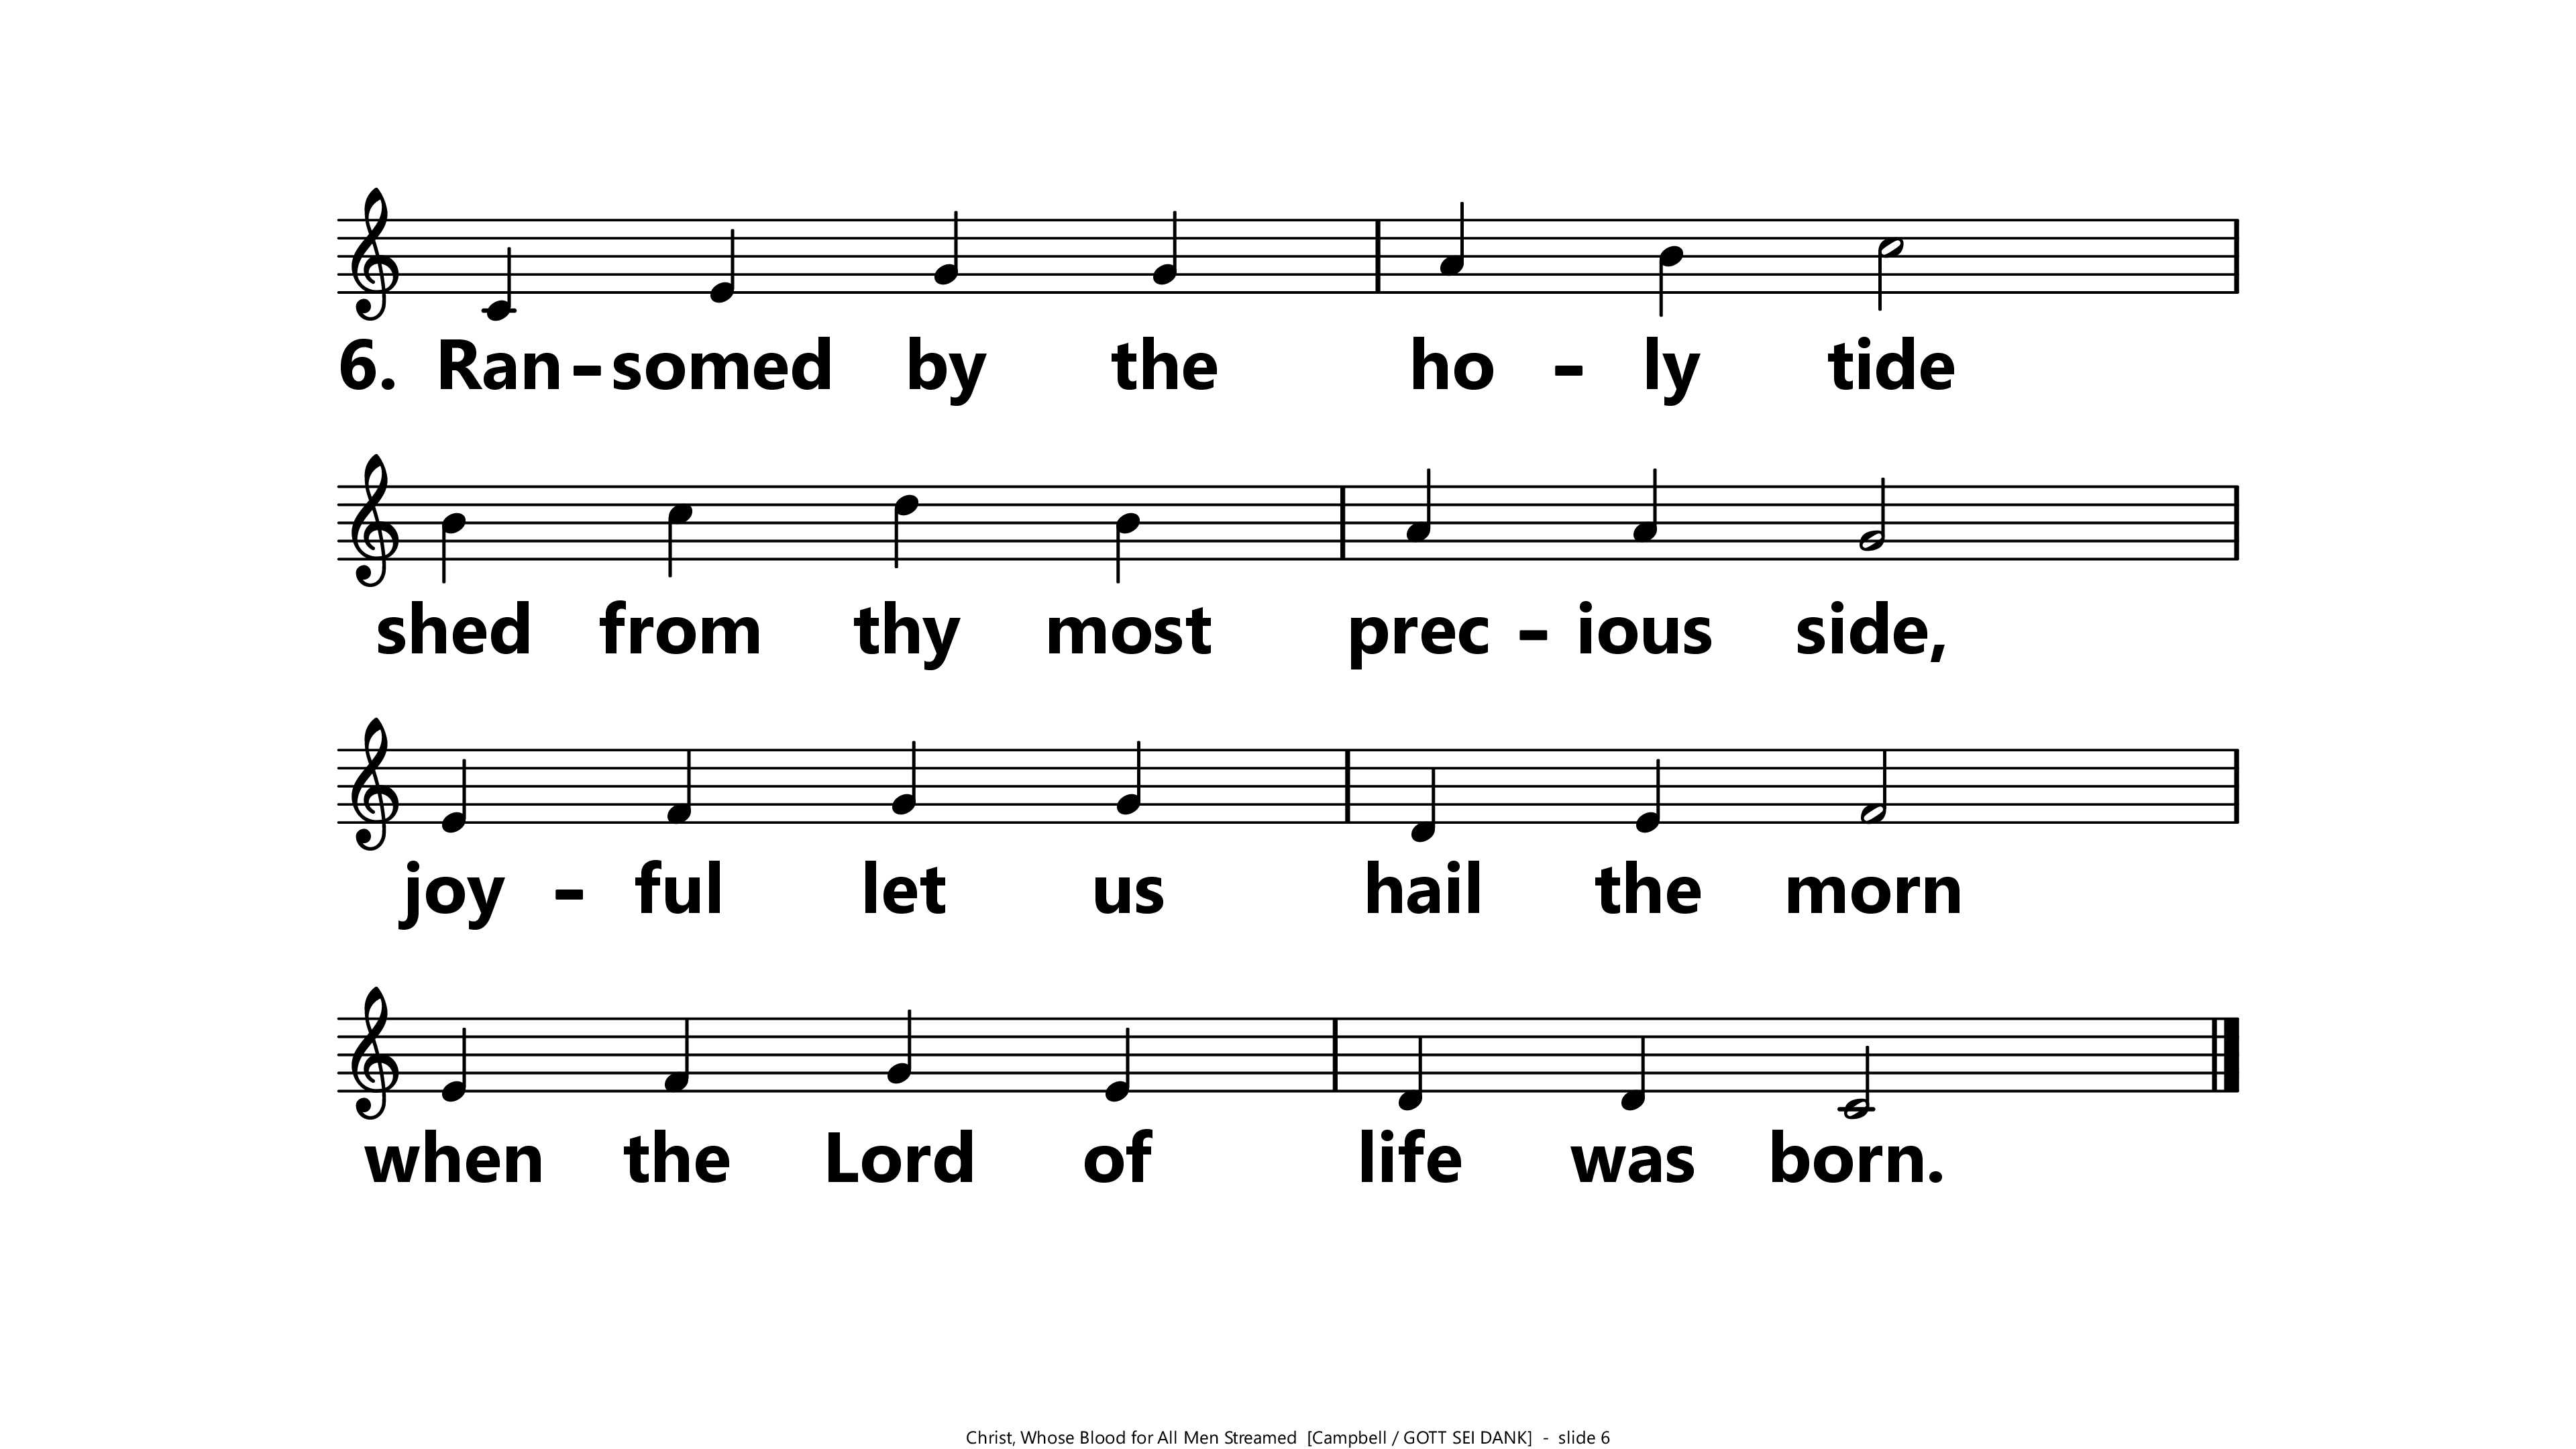 6. Ran-somed by the ho - ly tide
shed from thy most prec - ious side,
joy - ful let us hail the morn
when the Lord of life was born.
Christ, Whose Blood for All Men Streamed  [Campbell / GOTT SEI DANK]  -  slide 6